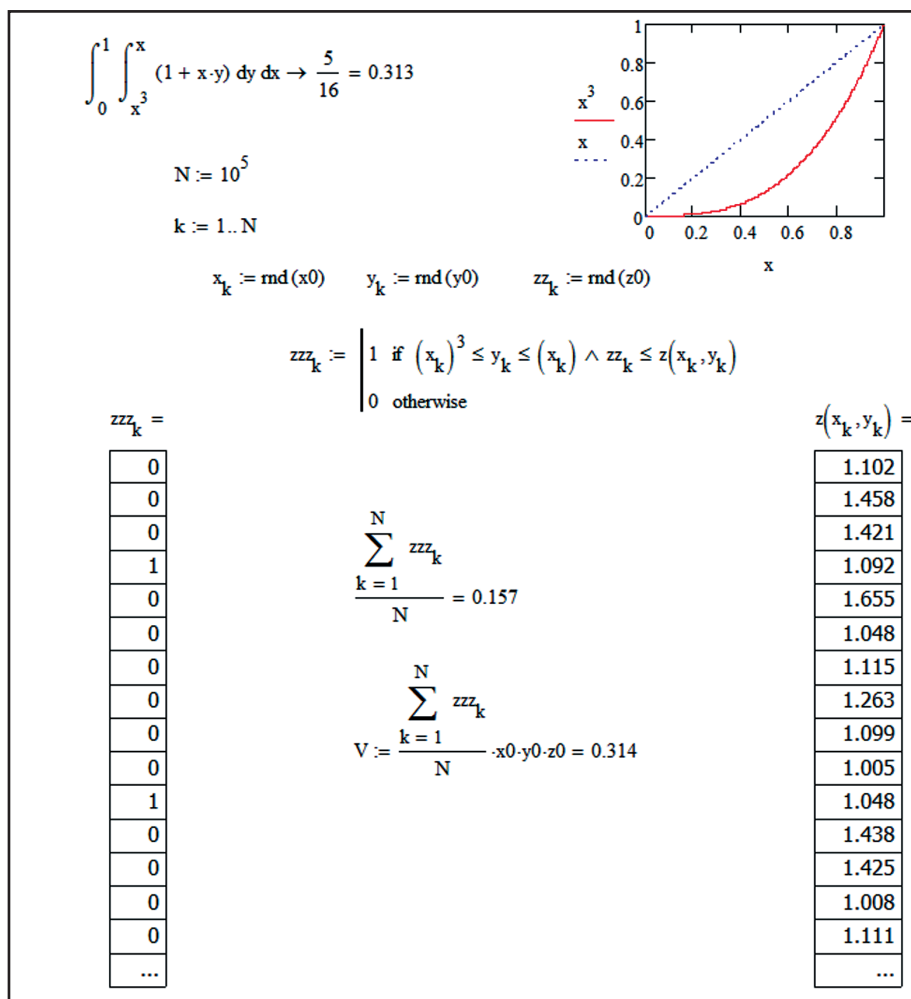 ∫₀¹ ∫ₓ³ˣ (1 + x·y) dy dx → 5/16 = 0.313
1
0.8
0.6
0.4
0.2
0
x³
x
0 0.2 0.4 0.6 0.8
x
N := 10⁵
k := 1.. N
xₖ := rnd(x0) yₖ := rnd(y0) zzₖ := rnd(z0)
zzzₖ := | 1 if (xₖ)³ ≤ yₖ ≤ (xₖ) ∧ zzₖ ≤ z(xₖ, yₖ)
0 otherwise
zzzₖ =
0
0
0
1
0
0
0
0
0
0
1
0
0
0
0
...
N
∑ zzzₖ
k = 1
/ N = 0.157
N
∑ zzzₖ
k = 1
V := / N ·x0·y0·z0 = 0.314
z(xₖ, yₖ) =
1.102
1.458
1.421
1.092
1.655
1.048
1.115
1.263
1.099
1.005
1.048
1.438
1.425
1.008
1.111
...